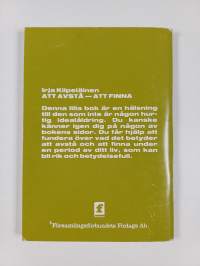 Irja Kilpeläinen
ATT AVSTÅ — ATT FINNA
Denna lilla bok är en hälsning
till den som inte är någon hur-
tig idealåldring. Du kanske
känner igen dig på någon av
bokens sidor. Du får hjälp att
fundera över vad det betyder
att avstå och att finna under
en period av ditt liv, som kan
bli rik och betydelsefull.
f
Församlingsförbundets Förlags Ab.